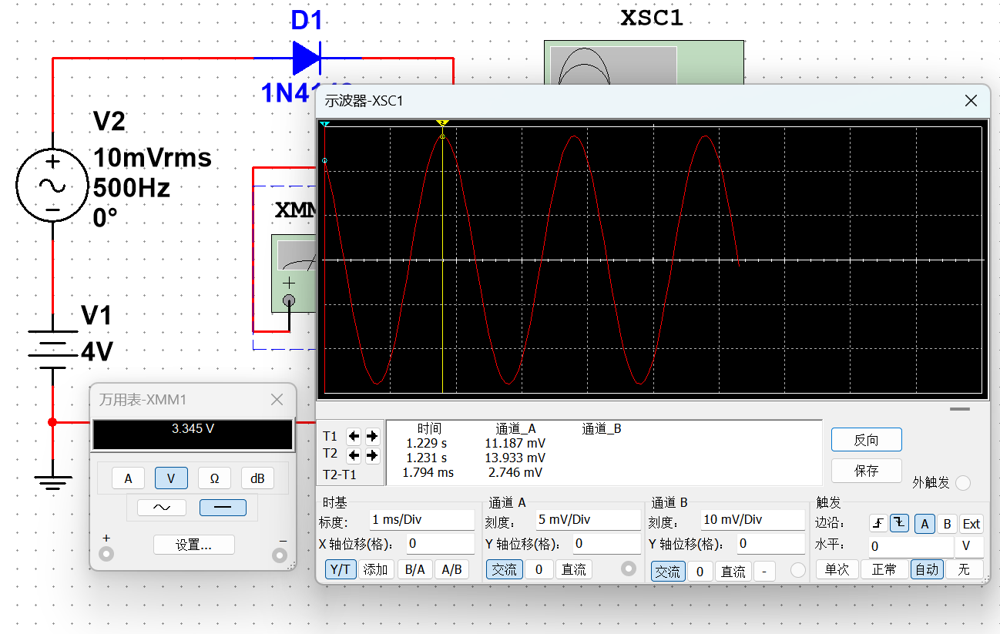 D1
XSC1
1N41
V2
10mVrms
500Hz
0°
XMM
V1
4V
示波器-XSC1
万用表-XMM1
3.345 V
A V Ω dB
+ −
设置...
时间 通道_A 通道_B
T1 1.229 s 11.187 mV
T2 1.231 s 13.933 mV
T2-T1 1.794 ms 2.746 mV
反向
保存
外触发
时基
标度: 1 ms/Div
X 轴位移(格): 0
Y/T 添加 B/A A/B
通道 A
刻度: 5 mV/Div
Y 轴位移(格): 0
交流 0 直流
通道 B
刻度: 10 mV/Div
Y 轴位移(格): 0
交流 0 直流 -
触发
边沿: A B Ext
水平: 0 V
单次 正常 自动 无